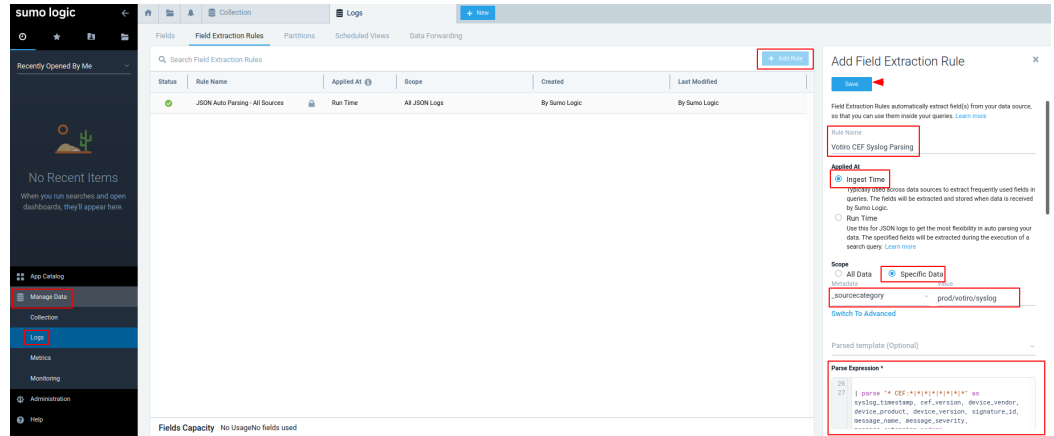 sumo logic
Collection
Logs
+ New
Recently Opened By Me
No Recent Items
When you run searches and open
dashboards, they'll appear here.
App Catalog
Manage Data
Collection
Logs
Metrics
Monitoring
Administration
Help
Fields
Field Extraction Rules
Partitions
Scheduled Views
Data Forwarding
Search Field Extraction Rules
+ Add Rule
Status
Rule Name
Applied At
Scope
Created
Last Modified
JSON Auto Parsing - All Sources
Run Time
All JSON Logs
By Sumo Logic
By Sumo Logic
Fields Capacity No UsageNo fields used
Add Field Extraction Rule
Save
Field Extraction Rules automatically extract field(s) from your data source,
so that you can use them inside your queries. Learn more
Rule Name
Votiro CEF Syslog Parsing
Applied At
Ingest Time
Typically used across data sources to extract frequently used fields in
queries. The fields will be extracted and stored when data is received
by Sumo Logic.
Run Time
Use this for JSON logs to get the most flexibility in auto parsing your
data. The specified fields will be extracted during the execution of a
search query. Learn more
Scope
All Data
Specific Data
Metadata
Value
_sourcecategory
prod/votiro/syslog
Switch To Advanced
Parsed template (Optional)
Parse Expression *
26
27 | parse "* CEF:*|*|*|*|*|*|*|*" as
syslog_timestamp, cef_version, device_vendor,
device_product, device_version, signature_id,
message_name, message_severity,